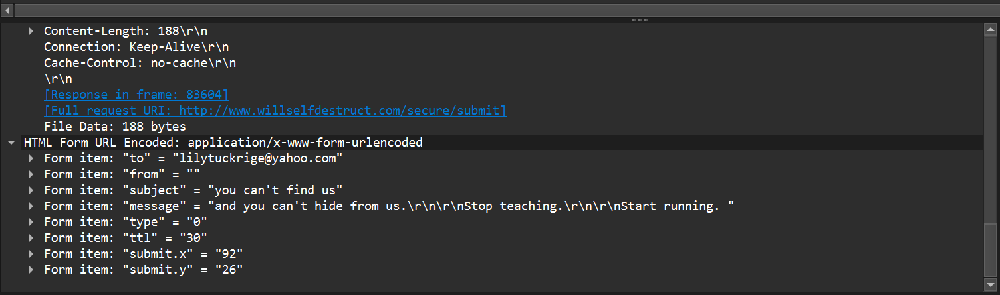 Content-Length: 188\r\n
Connection: Keep-Alive\r\n
Cache-Control: no-cache\r\n
\r\n
[Response in frame: 83604]
[Full request URI: http://www.willselfdestruct.com/secure/submit]
File Data: 188 bytes
HTML Form URL Encoded: application/x-www-form-urlencoded
Form item: "to" = "lilytuckrige@yahoo.com"
Form item: "from" = ""
Form item: "subject" = "you can't find us"
Form item: "message" = "and you can't hide from us.\r\n\r\nStop teaching.\r\n\r\nStart running. "
Form item: "type" = "0"
Form item: "ttl" = "30"
Form item: "submit.x" = "92"
Form item: "submit.y" = "26"